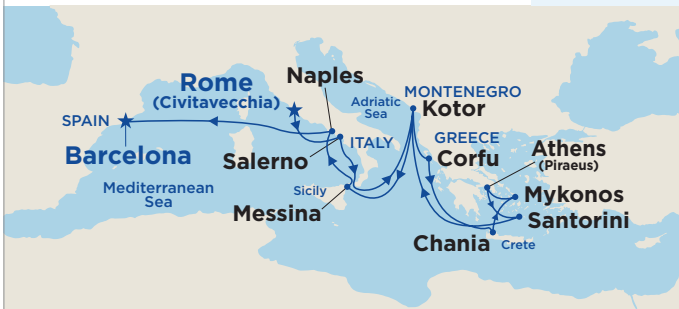 Naples
Rome
(Civitavecchia)
MONTENEGRO
Kotor
Adriatic
Sea
SPAIN
ITALY
GREECE
Corfu
Athens
(Piraeus)
Barcelona
Salerno
Mediterranean
Sea
Sicily
Mykonos
Messina
Santorini
Chania
Crete